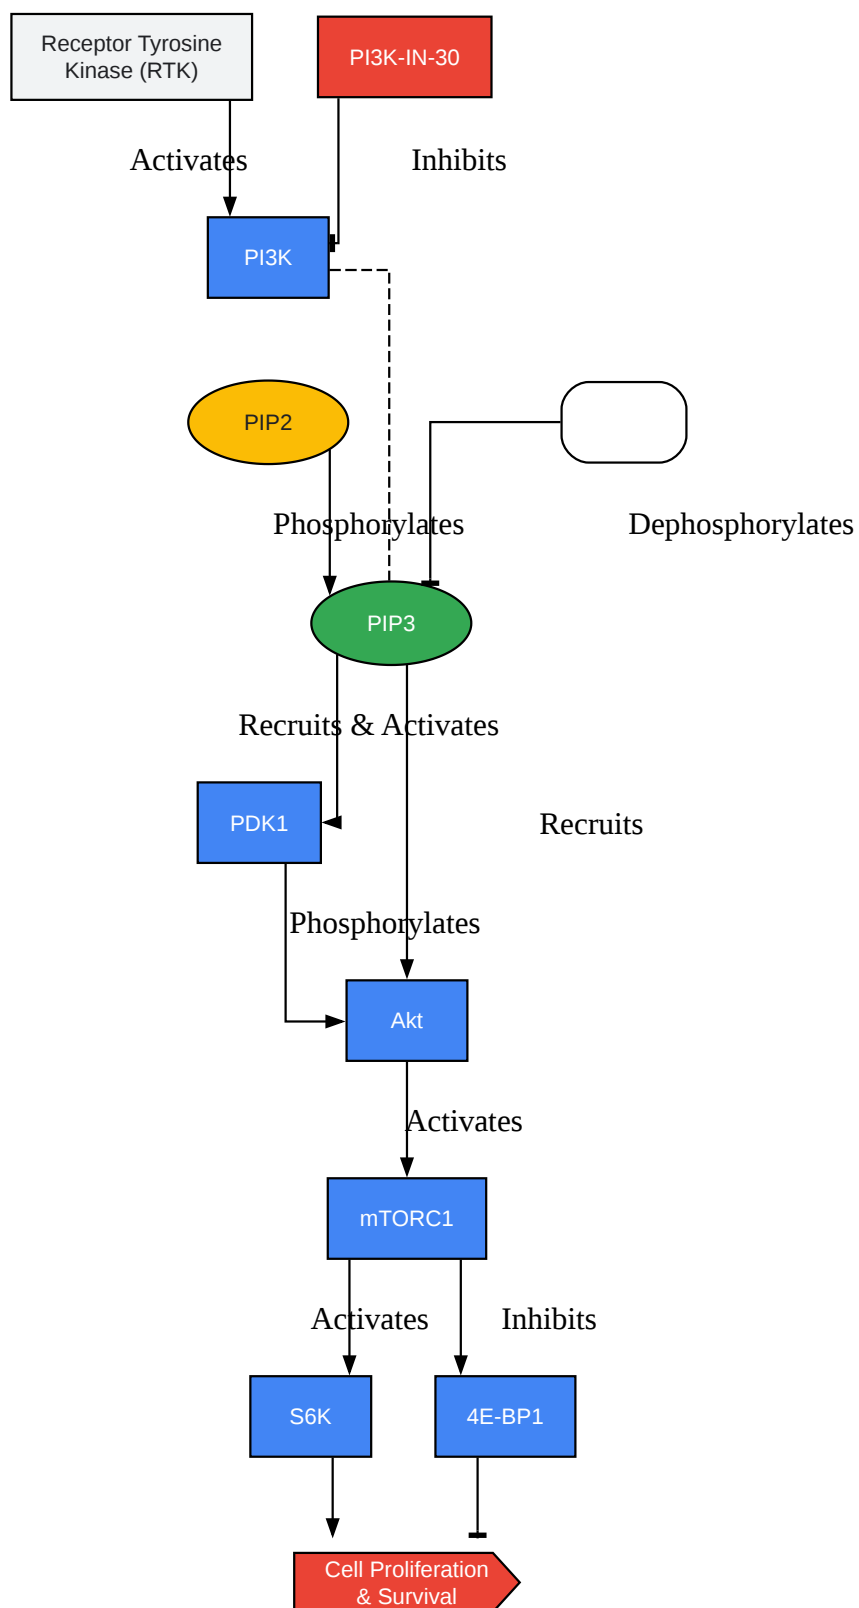 Receptor Tyrosine
Kinase (RTK)
PI3K-IN-30
Activates
Inhibits
PI3K
PIP2
Phosphorylates
Dephosphorylates
PIP3
Recruits & Activates
PDK1
Recruits
Phosphorylates
Akt
Activates
mTORC1
Activates
Inhibits
S6K
4E-BP1
Cell Proliferation
& Survival